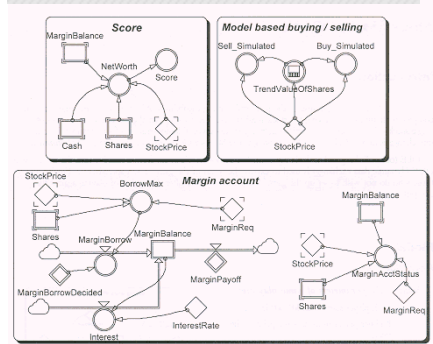 Score
MarginBalance
NetWorth
Score
Cash
Shares
StockPrice
Model based buying / selling
Sell_Simulated
Buy_Simulated
TrendValueOfShares
StockPrice
Margin account
StockPrice
BorrowMax
Shares
MarginReq
MarginBorrow
MarginBalance
MarginBorrowDecided
MarginPayoff
Interest
InterestRate
MarginBalance
StockPrice
MarginAcctStatus
Shares
MarginReq